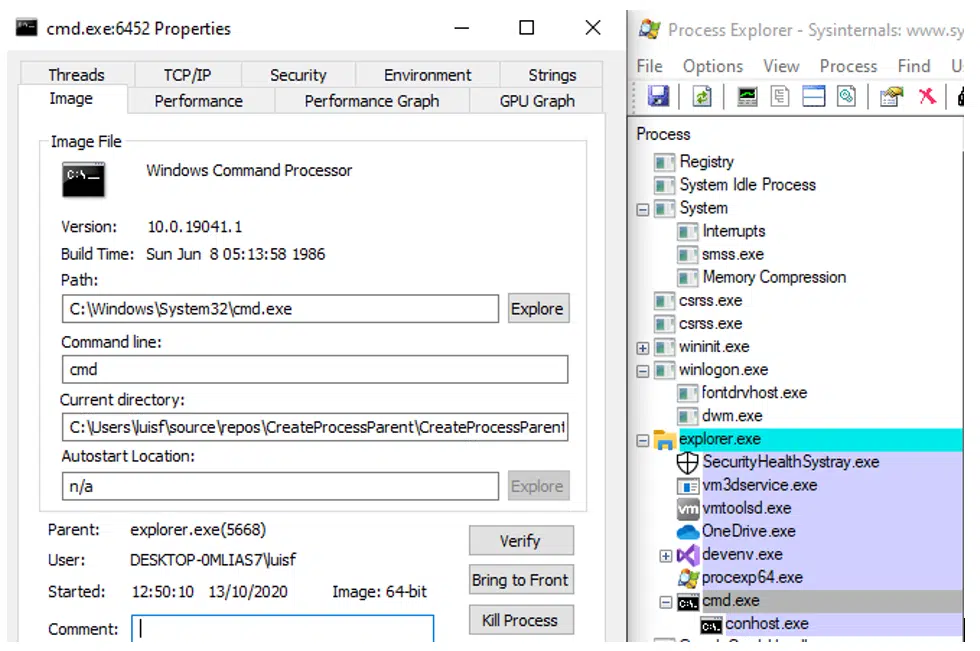 cmd.exe:6452 Properties
Threads TCP/IP Security Environment Strings
Image Performance Performance Graph GPU Graph
Image File
Windows Command Processor
Version: 10.0.19041.1
Build Time: Sun Jun 8 05:13:58 1986
Path:
C:\Windows\System32\cmd.exe Explore
Command line:
cmd
Current directory:
C:\Users\luisf\source\repos\CreateProcessParent\CreateProcessParent
Autostart Location:
n/a Explore
Parent: explorer.exe(5668) Verify
User: DESKTOP-0MLIAS7\luisf
Bring to Front
Started: 12:50:10 13/10/2020 Image: 64-bit
Comment: Kill Process
Process Explorer - Sysinternals: www.sy
File Options View Process Find U
Process
Registry
System Idle Process
System
Interrupts
smss.exe
Memory Compression
csrss.exe
csrss.exe
wininit.exe
winlogon.exe
fontdrvhost.exe
dwm.exe
explorer.exe
SecurityHealthSystray.exe
vm3dservice.exe
vm vmtoolsd.exe
OneDrive.exe
devenv.exe
procexp64.exe
cmd.exe
conhost.exe